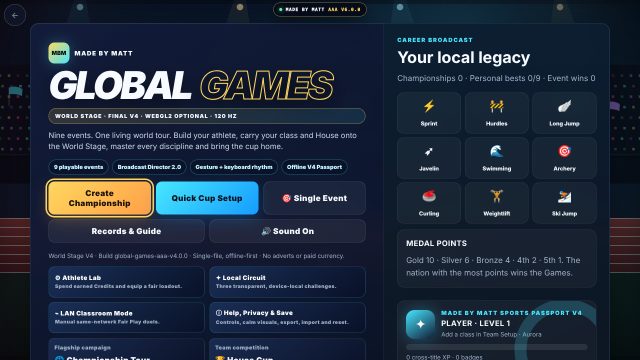 MADE BY MATT AAA V6.0.0
MBM MADE BY MATT
GLOBAL GAMES
WORLD STAGE · FINAL V4 · WEBGL2 OPTIONAL · 120 HZ
Nine events. One living world tour. Build your athlete, carry your class and House onto
the World Stage, master every discipline and bring the cup home.
9 playable events
Broadcast Director 2.0
Gesture + keyboard rhythm
Offline V4 Passport
Create
Championship
Quick Cup Setup
Single Event
Records & Guide
Sound On
World Stage V4 · Build global-games-aaa-v4.0.0 · Single-file, offline-first · No adverts or paid currency.
Athlete Lab
Spend earned Credits and equip a fair loadout.
Local Circuit
Three transparent, device-local challenges.
LAN Classroom Mode
Manual same-network Fair Play duels.
Help, Privacy & Save
Controls, calm visuals, export, import and reset.
Flagship campaign
Championship Tour
Team competition
House Cup
CAREER BROADCAST
Your local legacy
Championships 0 · Personal bests 0/9 · Event wins 0
Sprint
Hurdles
Long Jump
Javelin
Swimming
Archery
Curling
Weightlift
Ski Jump
MEDAL POINTS
Gold 10 · Silver 6 · Bronze 4 · 4th 2 · 5th 1. The
nation with the most points wins the Games.
MADE BY MATT SPORTS PASSPORT V4
PLAYER · LEVEL 1
Add a class in Team Setup · Aurora
0 cross-title XP · 0 badges